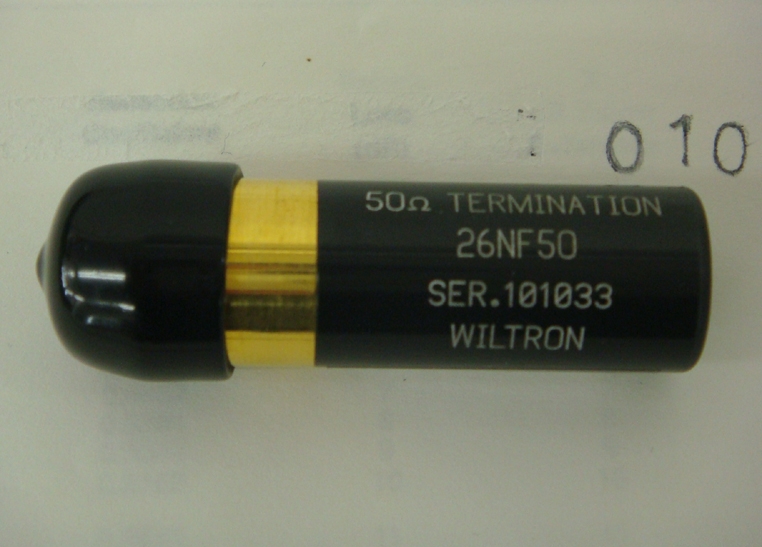 010
50Ω TERMINATION
26NF50
SER.101033
WILTRON